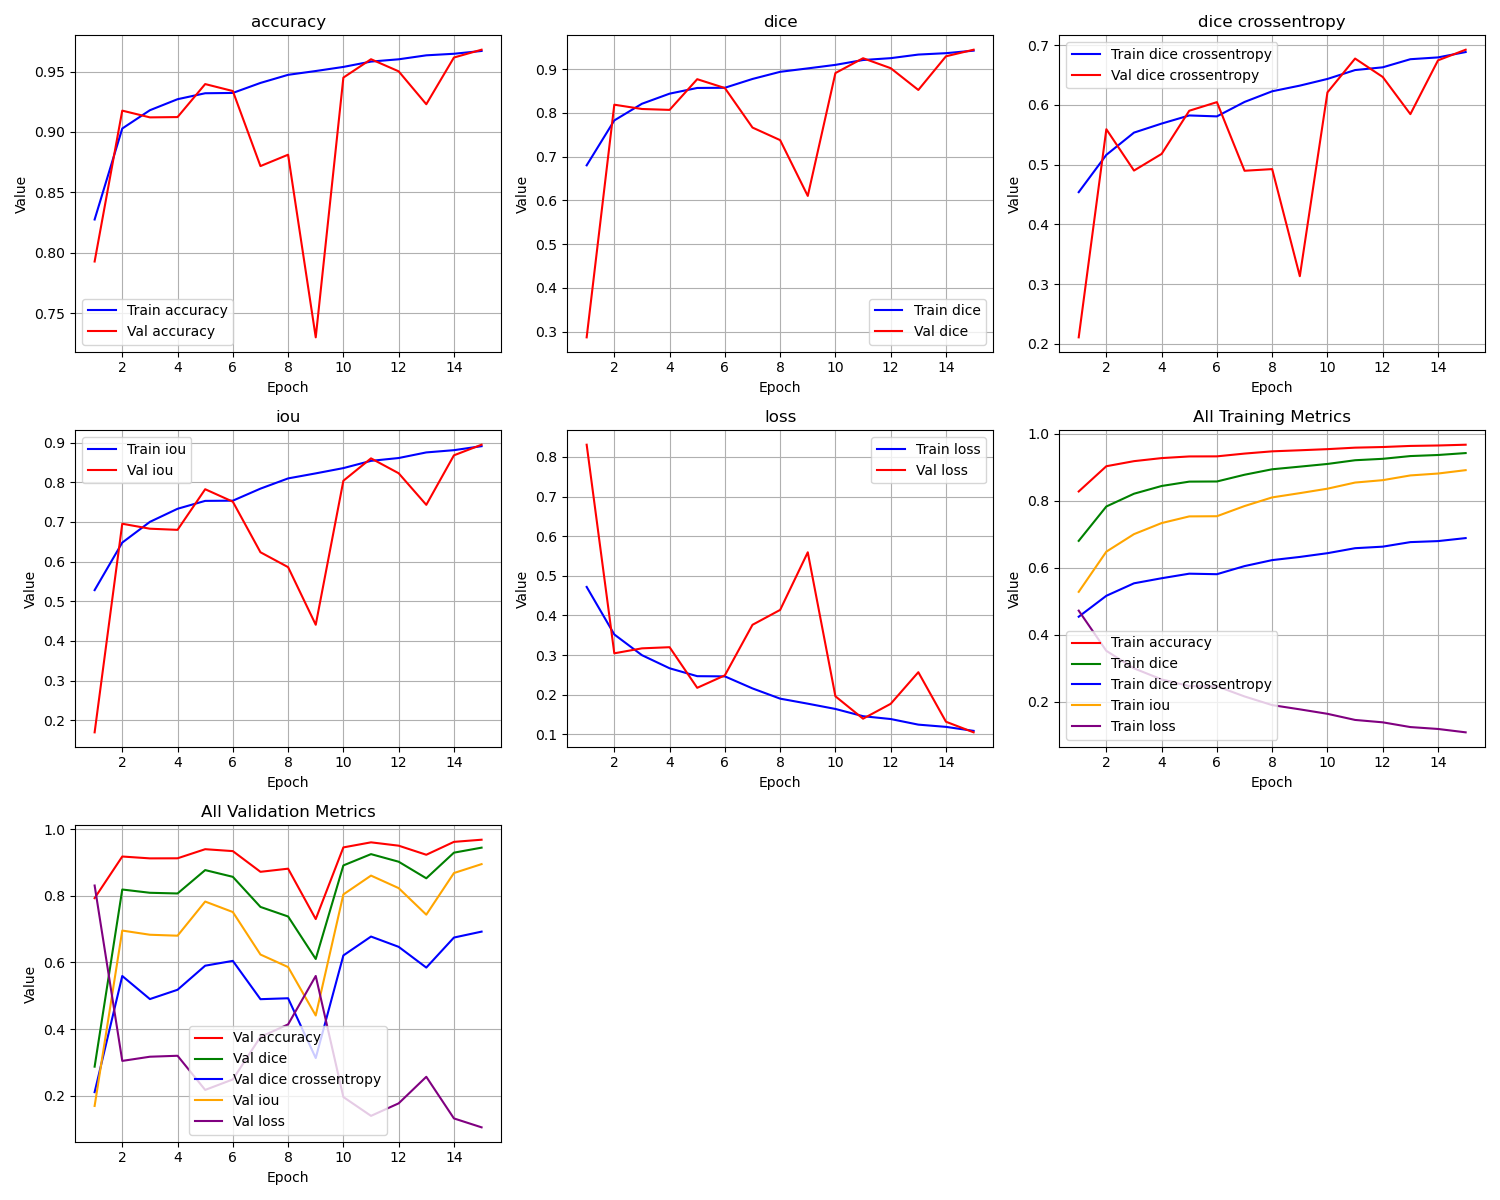 accuracy
Value
0.95
0.90
0.85
0.80
0.75
Train accuracy
Val accuracy
2 4 6 8 10 12 14
Epoch
dice
Value
0.9
0.8
0.7
0.6
0.5
0.4
0.3
Train dice
Val dice
2 4 6 8 10 12 14
Epoch
dice crossentropy
Value
0.7
0.6
0.5
0.4
0.3
0.2
Train dice crossentropy
Val dice crossentropy
2 4 6 8 10 12 14
Epoch
iou
Value
0.9
0.8
0.7
0.6
0.5
0.4
0.3
0.2
Train iou
Val iou
2 4 6 8 10 12 14
Epoch
loss
Value
0.8
0.7
0.6
0.5
0.4
0.3
0.2
0.1
Train loss
Val loss
2 4 6 8 10 12 14
Epoch
All Training Metrics
Value
1.0
0.8
0.6
0.4
0.2
Train accuracy
Train dice
Train dice crossentropy
Train iou
Train loss
2 4 6 8 10 12 14
Epoch
All Validation Metrics
Value
1.0
0.8
0.6
0.4
0.2
Val accuracy
Val dice
Val dice crossentropy
Val iou
Val loss
2 4 6 8 10 12 14
Epoch